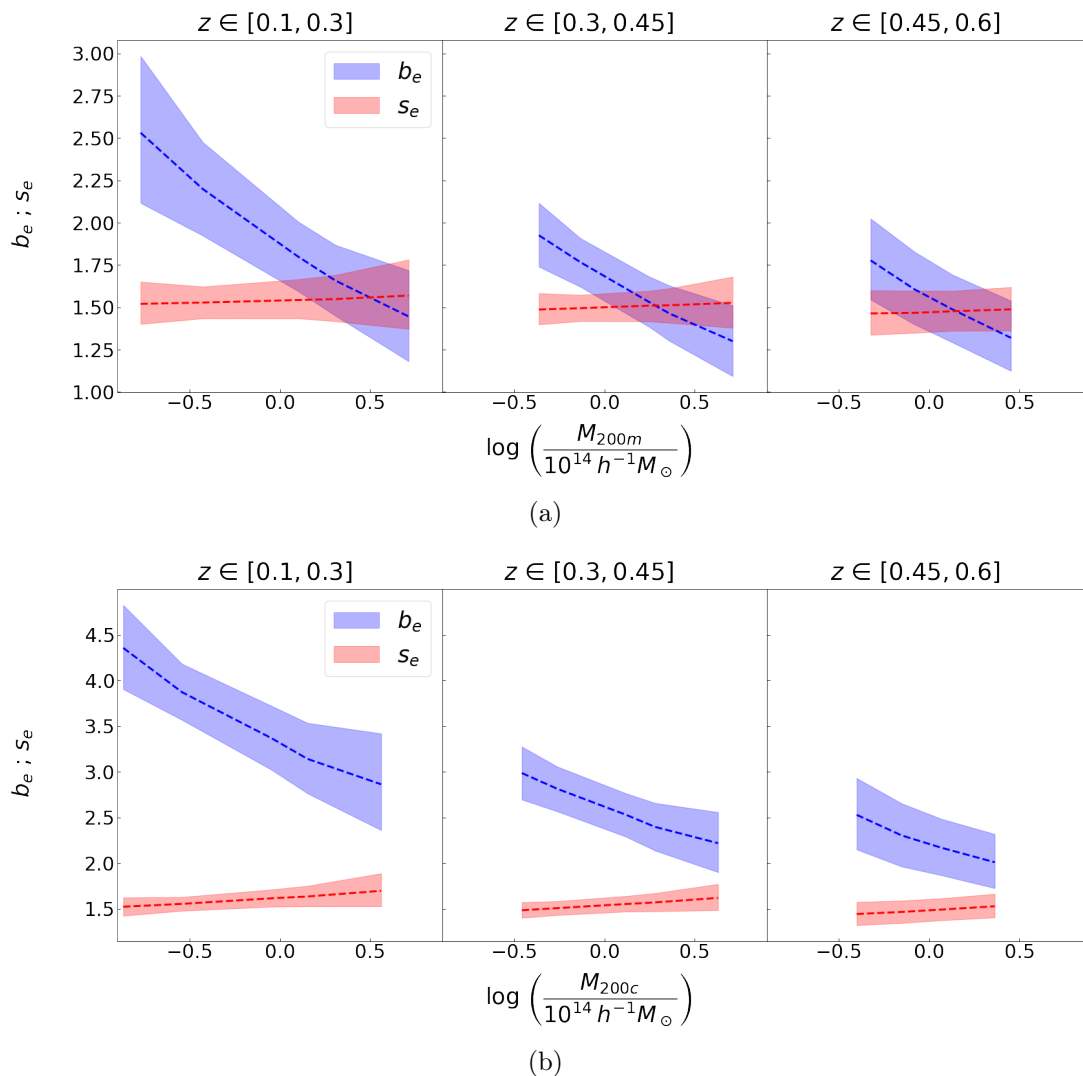 z ∈ [0.1, 0.3] z ∈ [0.3, 0.45] z ∈ [0.45, 0.6]
3.00
2.75
2.50
2.25
2.00
1.75
1.50
1.25
1.00
b_e ; s_e
b_e
s_e
−0.5 0.0 0.5 −0.5 0.0 0.5 −0.5 0.0 0.5
log (M_{200m} / 10^{14} h^{−1} M_⊙)
(a)
z ∈ [0.1, 0.3] z ∈ [0.3, 0.45] z ∈ [0.45, 0.6]
4.5
4.0
3.5
3.0
2.5
2.0
1.5
b_e ; s_e
b_e
s_e
−0.5 0.0 0.5 −0.5 0.0 0.5 −0.5 0.0 0.5
log (M_{200c} / 10^{14} h^{−1} M_⊙)
(b)